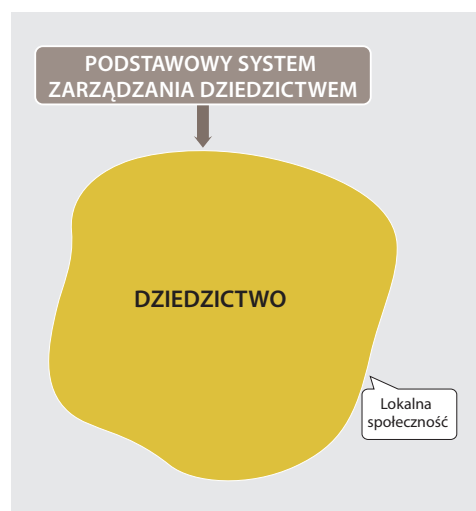 PODSTAWOWY SYSTEM
ZARZĄDZANIA DZIEDZICTWEM
DZIEDZICTWO
Lokalna
społeczność